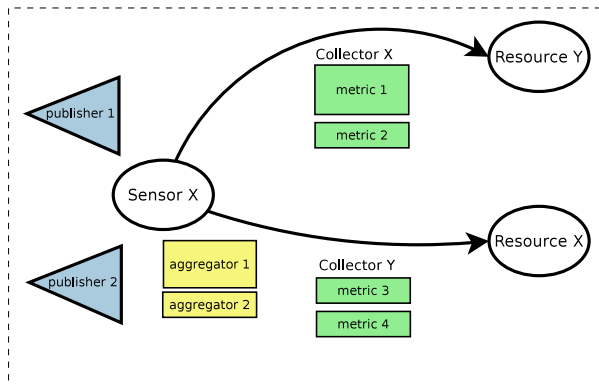 Collector X
Resource Y
metric 1
publisher 1
metric 2
Sensor X
Resource X
aggregator 1
Collector Y
publisher 2
metric 3
aggregator 2
metric 4